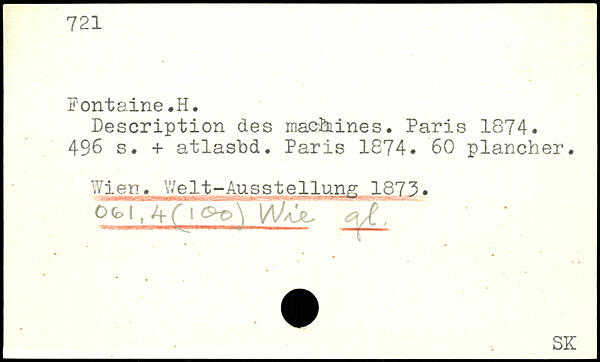 721
Fontaine.H.
Description des machines. Paris 1874.
496 s. + atlasbd. Paris 1874. 60 plancher.
Wien. Welt-Ausstellung 1873.
061,4(100) Wie gl.
SK